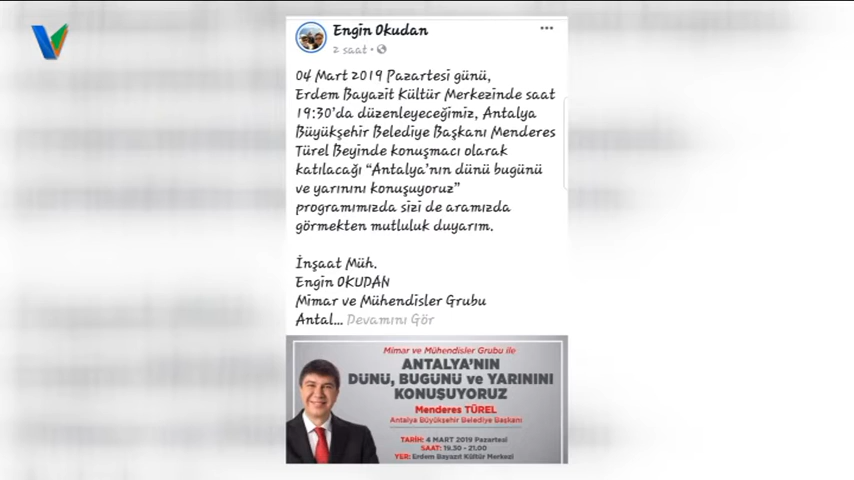 Engin Okudan
2 saat
04 Mart 2019 Pazartesi günü,
Erdem Bayazit Kültür Merkezinde saat
19:30'da düzenleyeceğimiz, Antalya
Büyükşehir Belediye Başkanı Menderes
Türel Beyinde konuşmacı olarak
katılacağı "Antalya'nın dünü bugünü
ve yarınını konuşuyoruz"
programımızda sizi de aramızda
görmekten mutluluk duyarım.
İnşaat Müh.
Engin OKUDAN
Mimar ve Mühendisler Grubu
Antal... Devamını Gör
Mimar ve Mühendisler Grubu ile
ANTALYA'NIN
DÜNÜ, BUGÜNÜ ve YARININI
KONUŞUYORUZ
Menderes TÜREL
Antalya Büyükşehir Belediye Başkanı
TARİH: 4 MART 2019 Pazartesi
SAAT: 19.30 - 21.00
YER: Erdem Bayazıt Kültür Merkezi